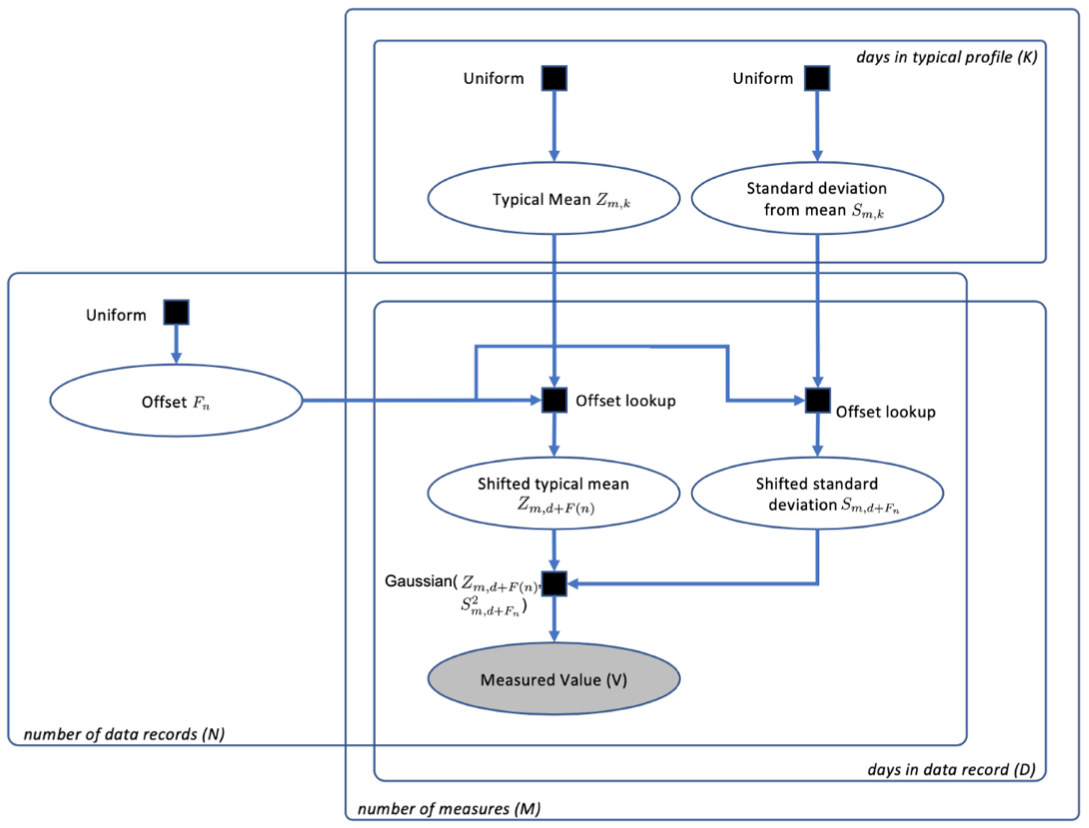 days in typical profile (K)
Uniform
Uniform
Typical Mean $Z_{m,k}$
Standard deviation
from mean $S_{m,k}$
Uniform
Offset $F_n$
Offset lookup
Offset lookup
Shifted typical mean
$Z_{m,d+F(n)}$
Shifted standard
deviation $S_{m,d+F_n}$
Gaussian( $Z_{m,d+F(n)}$,
$S^2_{m,d+F_n}$)
Measured Value (V)
number of data records (N)
days in data record (D)
number of measures (M)